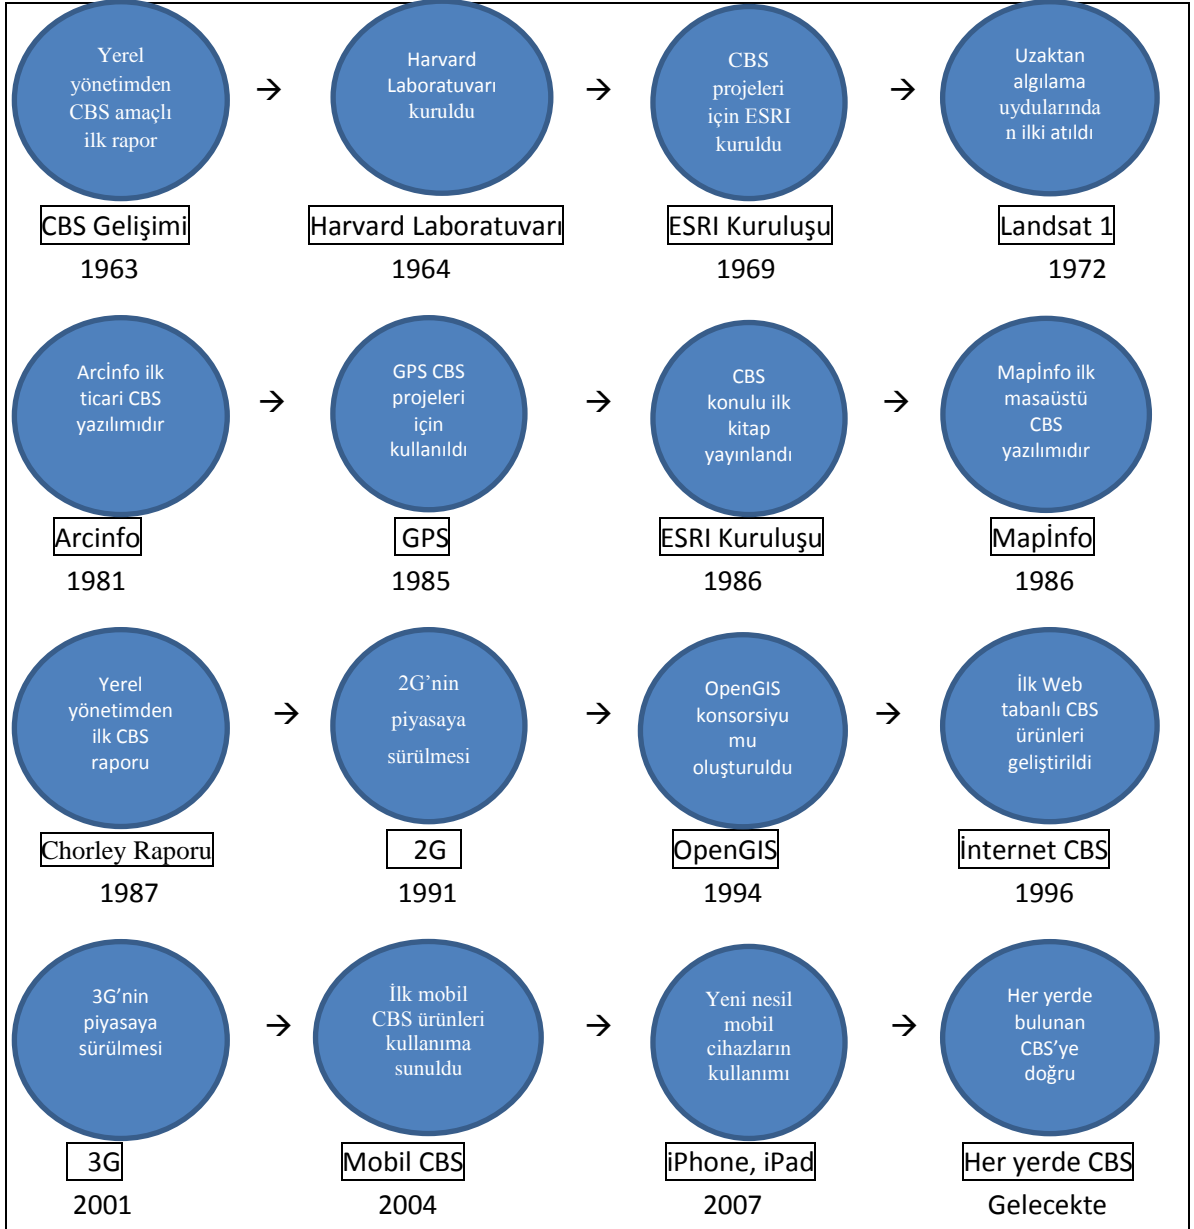 Yerel
yönetimden
CBS amaçlı
ilk rapor
→
Harvard
Laboratuvarı
kuruldu
→
CBS
projeleri
için ESRI
kuruldu
→
Uzaktan
algılama
uydularında
n ilki atıldı
CBS Gelişimi
Harvard Laboratuvarı
ESRI Kuruluşu
Landsat 1
1963
1964
1969
1972
Arcİnfo ilk
ticari CBS
yazılımıdır
→
GPS CBS
projeleri
için
kullanıldı
→
CBS
konulu ilk
kitap
yayınlandı
→
Mapİnfo ilk
masaüstü
CBS
yazılımıdır
Arcinfo
GPS
ESRI Kuruluşu
Mapİnfo
1981
1985
1986
1986
Yerel
yönetimden
ilk CBS
raporu
→
2G’nin
piyasaya
sürülmesi
→
OpenGIS
konsorsiyu
mu
oluşturuldu
→
İlk Web
tabanlı CBS
ürünleri
geliştirildi
Chorley Raporu
2G
OpenGIS
İnternet CBS
1987
1991
1994
1996
3G’nin
piyasaya
sürülmesi
→
İlk mobil
CBS ürünleri
kullanıma
sunuldu
→
Yeni nesil
mobil
cihazların
kullanımı
→
Her yerde
bulunan
CBS’ye
doğru
3G
Mobil CBS
iPhone, iPad
Her yerde CBS
2001
2004
2007
Gelecekte